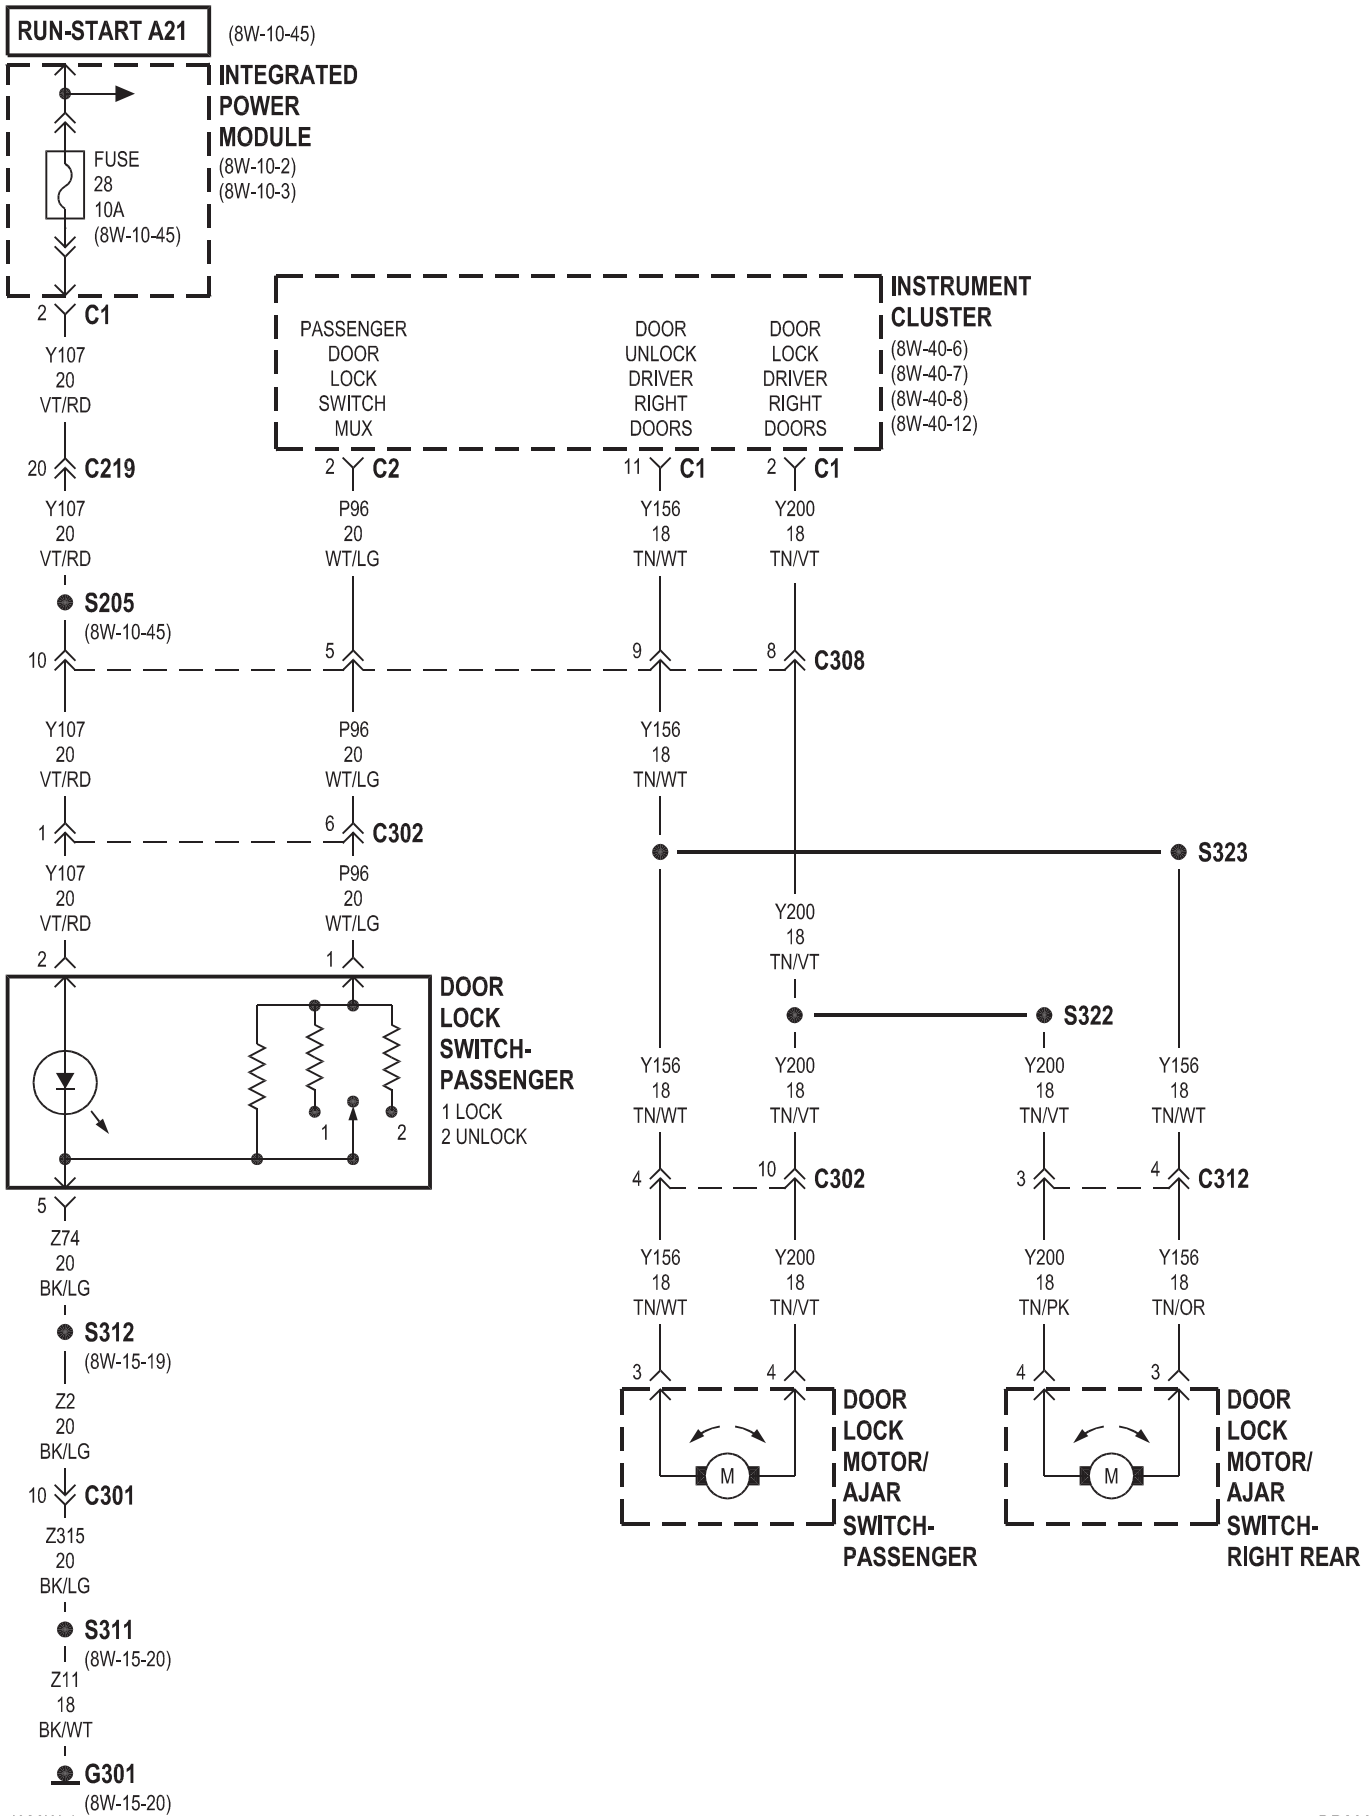 RUN-START A21
(8W-10-45)
INTEGRATED
POWER
MODULE
(8W-10-2)
(8W-10-3)
FUSE
28
10A
(8W-10-45)
2
C1
Y107
20
VT/RD
20
C219
Y107
20
VT/RD
S205
(8W-10-45)
INSTRUMENT
CLUSTER
(8W-40-6)
(8W-40-7)
(8W-40-8)
(8W-40-12)
PASSENGER
DOOR
LOCK
SWITCH
MUX
DOOR
UNLOCK
DRIVER
RIGHT
DOORS
DOOR
LOCK
DRIVER
RIGHT
DOORS
2
C2
11
C1
2
C1
P96
20
WT/LG
Y156
18
TN/WT
Y200
18
TN/VT
10
5
9
8
C308
Y107
20
VT/RD
P96
20
WT/LG
Y156
18
TN/WT
1
6
C302
Y107
20
VT/RD
P96
20
WT/LG
S323
Y200
18
TN/VT
2
1
DOOR
LOCK
SWITCH-
PASSENGER
1 LOCK
2 UNLOCK
1
2
S322
Y156
18
TN/WT
Y200
18
TN/VT
Y200
18
TN/VT
Y156
18
TN/WT
4
10
C302
3
4
C312
5
Z74
20
BK/LG
S312
(8W-15-19)
Z2
20
BK/LG
10
C301
Z315
20
BK/LG
S311
(8W-15-20)
Z11
18
BK/WT
G301
(8W-15-20)
Y156
18
TN/WT
Y200
18
TN/VT
Y200
18
TN/PK
Y156
18
TN/OR
3
4
4
3
M
DOOR
LOCK
MOTOR/
AJAR
SWITCH-
PASSENGER
M
DOOR
LOCK
MOTOR/
AJAR
SWITCH-
RIGHT REAR